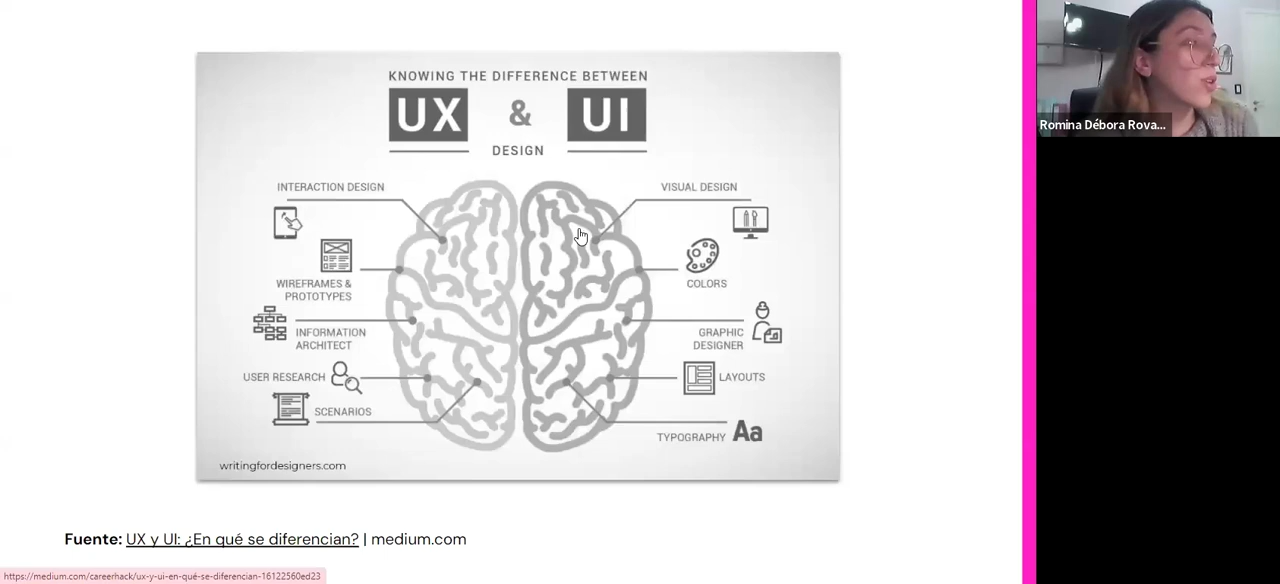 KNOWING THE DIFFERENCE BETWEEN
UX & UI
DESIGN
INTERACTION DESIGN
WIREFRAMES &
PROTOTYPES
INFORMATION
ARCHITECT
USER RESEARCH
SCENARIOS
VISUAL DESIGN
COLORS
GRAPHIC
DESIGNER
LAYOUTS
TYPOGRAPHY Aa
writingfordesigners.com
Fuente: UX y UI: ¿En qué se diferencian? | medium.com
https://medium.com/careerhack/ux-y-ui-en-qué-se-diferencian-16122560ed23
Romina Débora Rova...